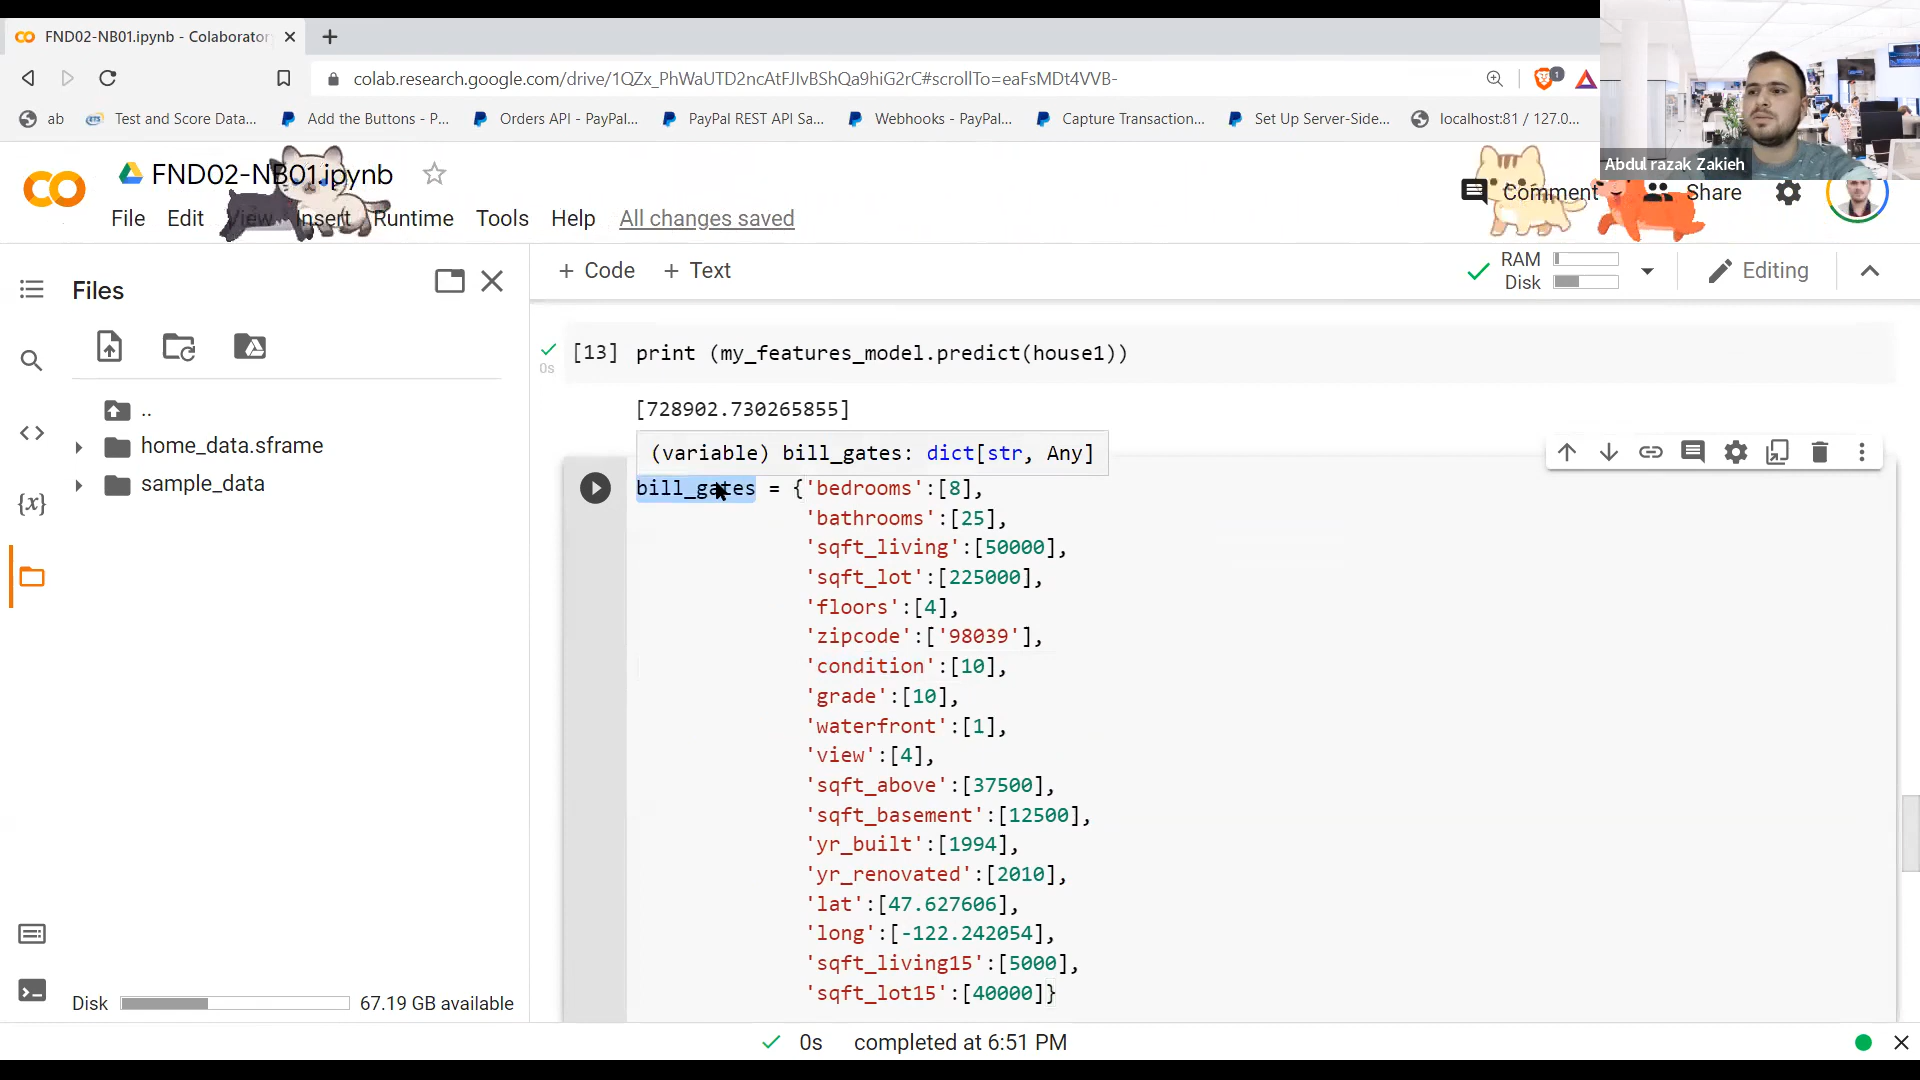 FND02-NB01.ipynb - Colaborator
colab.research.google.com/drive/1QZx_PhWaUTD2ncAtFJIvBShQa9hiG2rC#scrollTo=eaFsMDt4VVB-
1
ab
Test and Score Data...
Add the Buttons - P...
Orders API - PayPal...
PayPal REST API Sa...
Webhooks - PayPal...
Capture Transaction...
Set Up Server-Side...
localhost:81 / 127.0...
Abdul razak Zakieh
FND02-NB01.ipynb
Comment
Share
File Edit View Insert Runtime Tools Help All changes saved
+ Code + Text
RAM
Disk
Editing
Files
..
home_data.sframe
sample_data
{x}
Disk
67.19 GB available
[13] print (my_features_model.predict(house1))
0s
[728902.730265855]
(variable) bill_gates: dict[str, Any]
bill_gates = {'bedrooms':[8],
'bathrooms':[25],
'sqft_living':[50000],
'sqft_lot':[225000],
'floors':[4],
'zipcode':['98039'],
'condition':[10],
'grade':[10],
'waterfront':[1],
'view':[4],
'sqft_above':[37500],
'sqft_basement':[12500],
'yr_built':[1994],
'yr_renovated':[2010],
'lat':[47.627606],
'long':[-122.242054],
'sqft_living15':[5000],
'sqft_lot15':[40000]}
0s completed at 6:51 PM